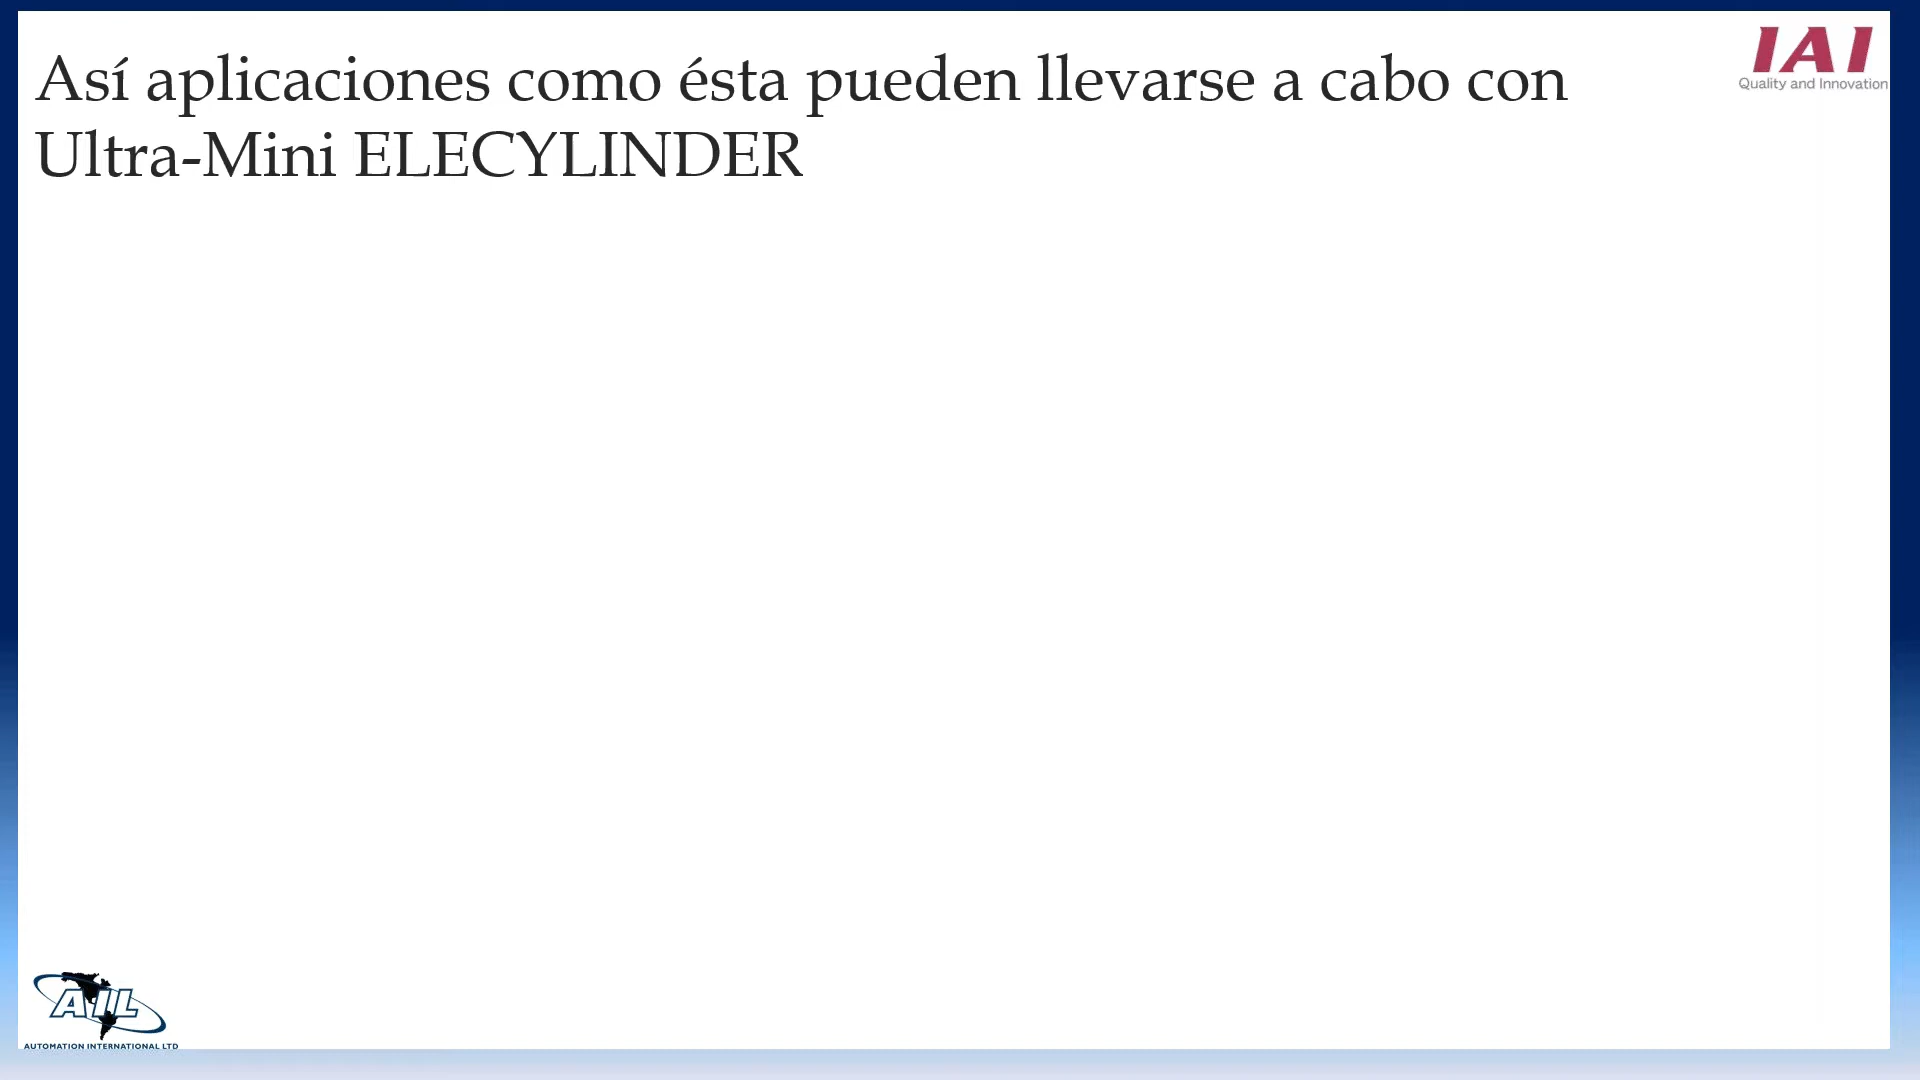 Así aplicaciones como ésta pueden llevarse a cabo con
Ultra-Mini ELECYLINDER
IAI
Quality and Innovation
AIL
AUTOMATION INTERNATIONAL LTD